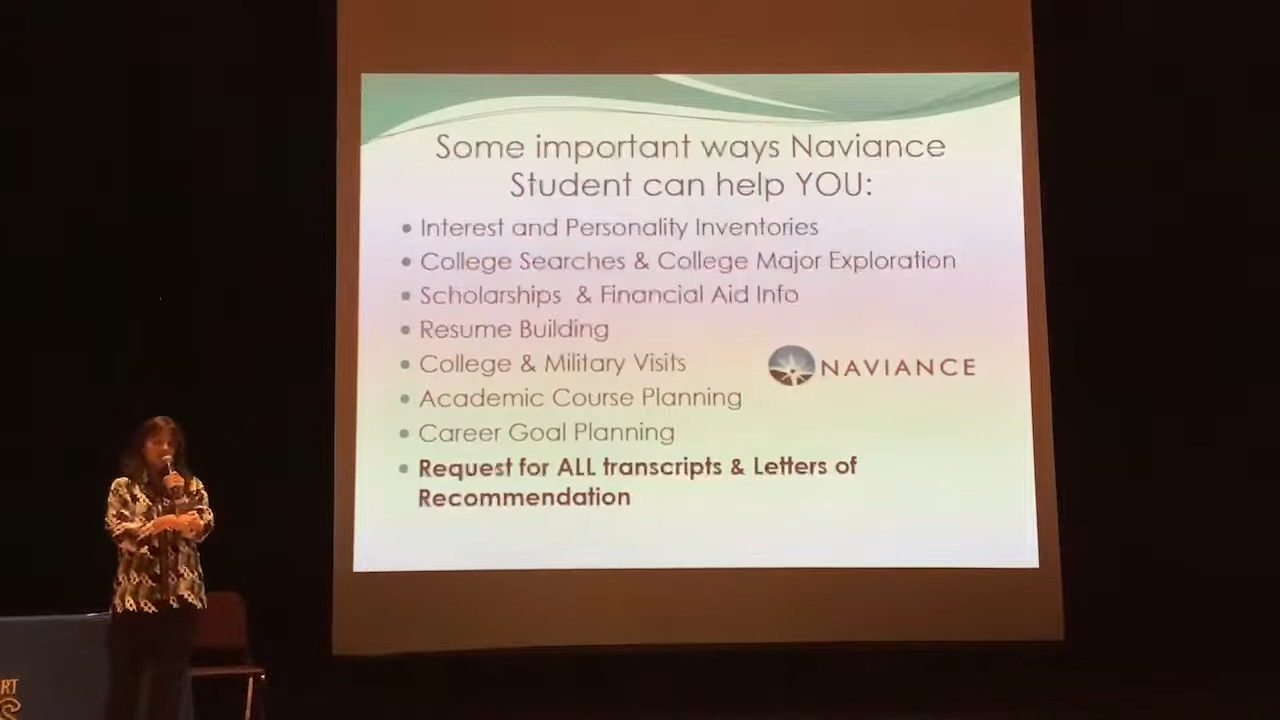 Some important ways Naviance
Student can help YOU:
• Interest and Personality Inventories
• College Searches & College Major Exploration
• Scholarships & Financial Aid Info
• Resume Building
• College & Military Visits
NAVIANCE
• Academic Course Planning
• Career Goal Planning
• Request for ALL transcripts & Letters of
Recommendation
RT
S